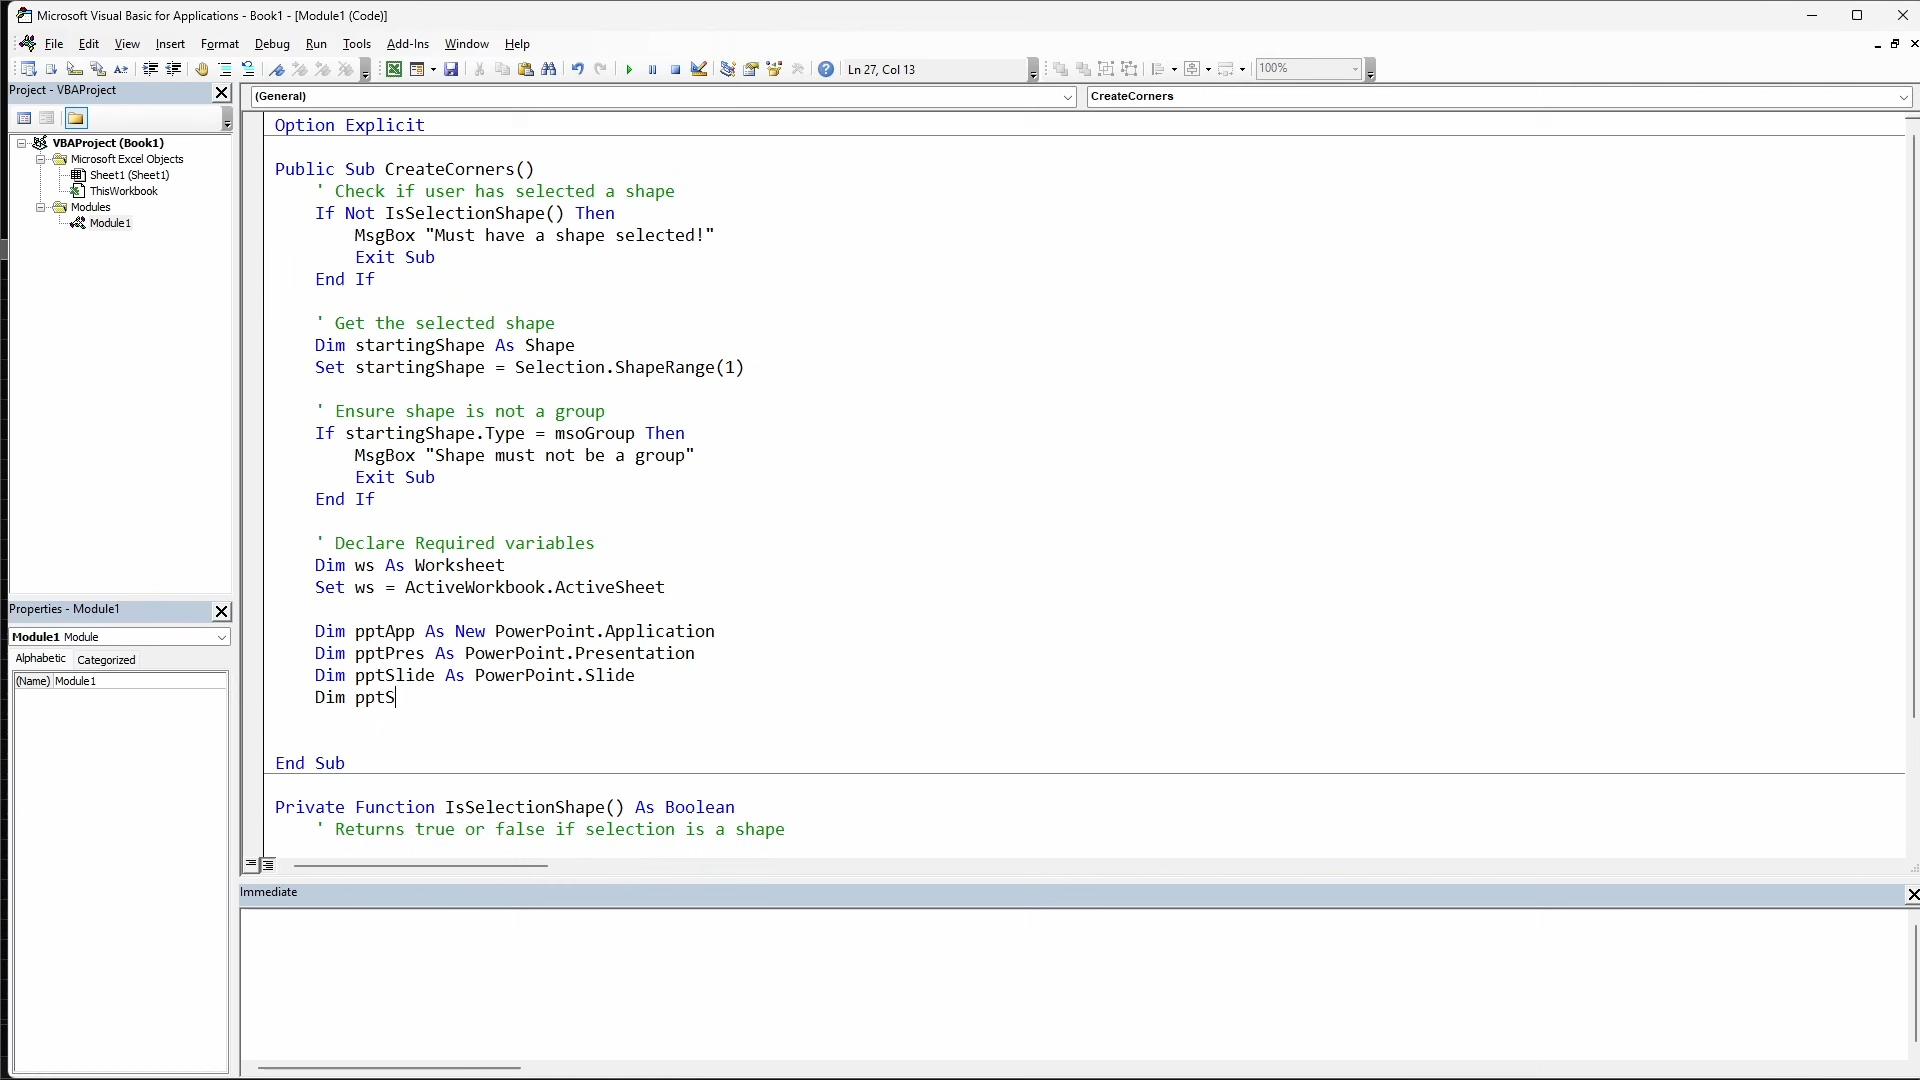 Microsoft Visual Basic for Applications - Book1 - [Module1 (Code)]
File Edit View Insert Format Debug Run Tools Add-Ins Window Help
Ln 27, Col 13
100%
Project - VBAProject
VBAProject (Book1)
Microsoft Excel Objects
Sheet1 (Sheet1)
ThisWorkbook
Modules
Module1
Properties - Module1
Module1 Module
Alphabetic Categorized
(Name) Module1
(General) CreateCorners
Option Explicit
Public Sub CreateCorners()
' Check if user has selected a shape
If Not IsSelectionShape() Then
MsgBox "Must have a shape selected!"
Exit Sub
End If
' Get the selected shape
Dim startingShape As Shape
Set startingShape = Selection.ShapeRange(1)
' Ensure shape is not a group
If startingShape.Type = msoGroup Then
MsgBox "Shape must not be a group"
Exit Sub
End If
' Declare Required variables
Dim ws As Worksheet
Set ws = ActiveWorkbook.ActiveSheet
Dim pptApp As New PowerPoint.Application
Dim pptPres As PowerPoint.Presentation
Dim pptSlide As PowerPoint.Slide
Dim pptS
End Sub
Private Function IsSelectionShape() As Boolean
' Returns true or false if selection is a shape
Immediate